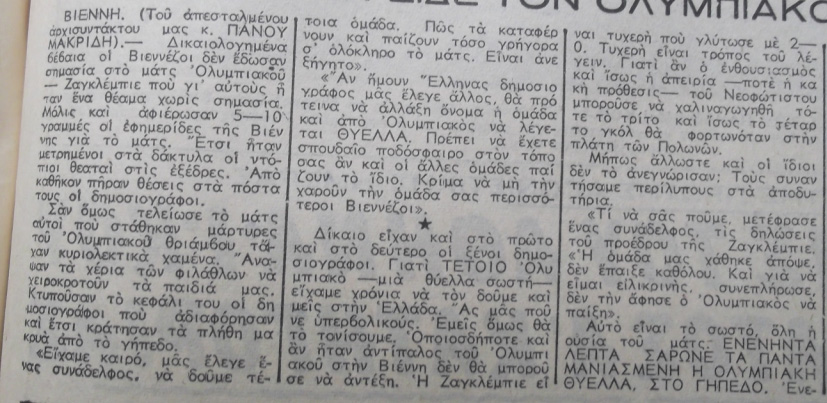 ΕΙΔΕ ΤΟΝ ΟΛΥΜΠΙΑΚΟ
ΒΙΕΝΝΗ. (Τοῦ ἀπεσταλμένου
ἀρχισυντάκτου μας κ. ΠΑΝΟΥ
ΜΑΚΡΙΔΗ).— Δικαιολογημένα
βέβαια οἱ Βιεννέζοι δὲν ἔδωσαν
σημασία στὸ μὰτς Ὀλυμπιακοῦ
— Ζαγκλέμπιε ποὺ γι' αὐτοὺς ἦ
ταν ἕνα θέαμα χωρὶς σημασία.
Μόλις καὶ ἀφιέρωσαν 5—10
γραμμὲς οἱ ἐφημερίδες τῆς Βιέν
νης γιὰ τὸ μάτς. Ἔτσι ἦταν
μετρημένοι στὰ δάκτυλα οἱ ντό-
πιοι θεαταὶ στὶς ἐξέδρες. Ἀπὸ
καθῆκον πῆραν θέσεις στὰ πόστα
τους οἱ δημοσιογράφοι.
Σὰν ὅμως τελείωσε τὸ μὰτς
αὐτοὶ ποὺ στάθηκαν μάρτυρες
τοῦ Ὀλυμπιακοῦ θριάμβου τά-
χαν κυριολεκτικὰ χαμένα. Ἄνα-
ψαν τὰ χέρια τῶν φιλάθλων νὰ
χειροκροτοῦν τὰ παιδιά μας.
Κτυποῦσαν τὸ κεφάλι του οἱ δη
μοσιογράφοι ποὺ ἀδιαφόρησαν
καὶ ἔτσι κράτησαν τὰ πλήθη μα
κρυὰ ἀπὸ τὸ γήπεδο.
«Εἴχαμε καιρό, μᾶς ἔλεγε ἕ-
νας συνάδελφος, νὰ δοῦμε τέ-
τοια ὁμάδα. Πῶς τὰ καταφέρ
νουν καὶ παίζουν τόσο γρήγορα
σ' ὁλόκληρο τὸ μάτς. Εἶναι ἀνε
ξήγητο».
«Ἂν ἤμουν Ἕλληνας δημοσιο
γράφος μᾶς ἔλεγε ἄλλος, θὰ πρό
τεινα νὰ ἀλλάξη ὄνομα ἡ ὁμάδα
καὶ ἀπὸ Ὀλυμπιακὸς νὰ λέγε-
ται ΘΥΕΛΛΑ. Πρέπει νὰ ἔχετε
σπουδαῖο ποδόσφαιρο στὸν τόπο
σας ἂν καὶ οἱ ἄλλες ὁμάδες παί
ζουν τὸ ἴδιο. Κρίμα νὰ μὴ τὴν
χαροῦν τὴν ὁμάδα σας περισσό-
τεροι Βιεννέζοι».
★
Δίκαιο εἶχαν καὶ στὸ πρῶτο
καὶ στὸ δεύτερο οἱ ξένοι δημο-
σιογράφοι. Γιατὶ ΤΕΤΟΙΟ Ὀλυ
μπιακὸ —μιὰ θύελλα σωστὴ—
εἴχαμε χρόνια νὰ τὸν δοῦμε καὶ
μεῖς στὴν Ἑλλάδα. Ἂς μᾶς ποῦ
νε ὑπερβολικούς. Ἐμεῖς ὅμως θὰ
τὸ τονίσουμε. Ὁποιοσδήποτε καὶ
ἂν ἦταν ἀντίπαλος τοῦ Ὀλυμπι
ακοῦ στὴν Βιέννη δὲν θὰ μποροῦ
σε νὰ ἀντέξη. Ἡ Ζαγκλέμπιε εἶ
ναι τυχερὴ ποὺ γλύτωσε μὲ 2—
0. Τυχερὴ εἶναι τρόπος τοῦ λέ-
γειν. Γιατὶ ἂν ὁ ἐνθουσιασμὸς
καὶ ἴσως ἡ ἀπειρία —ποτὲ ἡ κα
κὴ πρόθεσις— τοῦ Νεοφώτιστου
μποροῦσε νὰ χαλιναγωγηθῆ τό-
τε τὸ τρίτο καὶ ἴσως τὸ τέταρ
το γκὸλ θὰ φορτωνόταν στὴν
πλάτη τῶν Πολωνῶν.
Μήπως ἄλλωστε καὶ οἱ ἴδιοι
δὲν τὸ ἀνεγνώρισαν; Τοὺς συναν
τήσαμε περίλυπους στὰ ἀποδυ-
τήρια.
«Τί νὰ σᾶς ποῦμε, μετέφρασε
ἕνας συνάδελφος, τὶς δηλώσεις
τοῦ προέδρου τῆς Ζαγκλέμπιε.
«Ἡ ὁμάδα μας χάθηκε ἀπόψε,
δὲν ἔπαιξε καθόλου. Καὶ γιὰ νὰ
εἶμαι εἰλικρινής, συνεπλήρωσε,
δὲν τὴν ἄφησε ὁ Ὀλυμπιακὸς νὰ
παίξη».
Αὐτὸ εἶναι τὸ σωστό, ὅλη ἡ
οὐσία τοῦ μάτς. ΕΝΕΝΗΝΤΑ
ΛΕΠΤΑ ΣΑΡΩΝΕ ΤΑ ΠΑΝΤΑ
ΜΑΝΙΑΣΜΕΝΗ Η ΟΛΥΜΠΙΑΚΗ
ΘΥΕΛΛΑ, ΣΤΟ ΓΗΠΕΔΟ. Ἐνε-